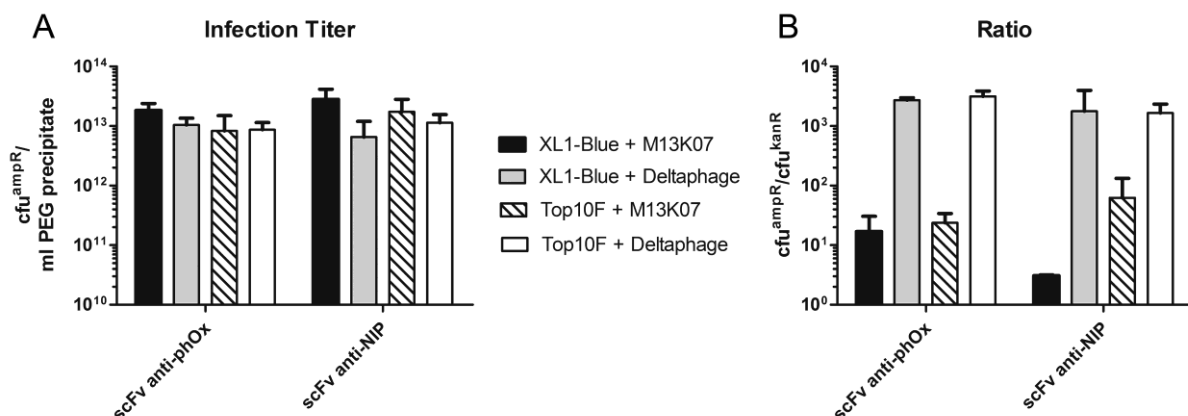 A
Infection Titer
cfu^ampR/
ml PEG precipitate
10^14
10^13
10^12
10^11
10^10
scFv anti-phOx
scFv anti-NIP
XL1-Blue + M13K07
XL1-Blue + Deltaphage
Top10F + M13K07
Top10F + Deltaphage
B
Ratio
cfu^ampR/cfu^kanR
10^4
10^3
10^2
10^1
10^0
scFv anti-phOx
scFv anti-NIP